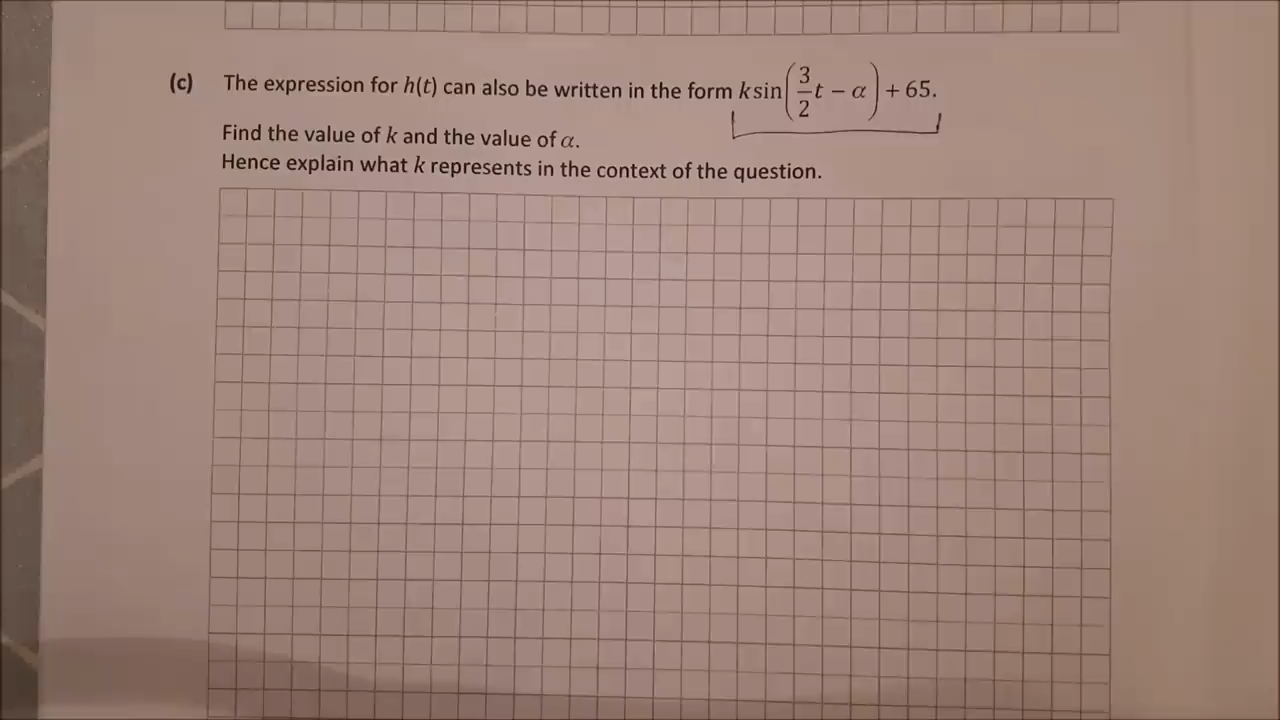 (c) The expression for h(t) can also be written in the form k sin(3/2 t − α) + 65.
Find the value of k and the value of α.
Hence explain what k represents in the context of the question.